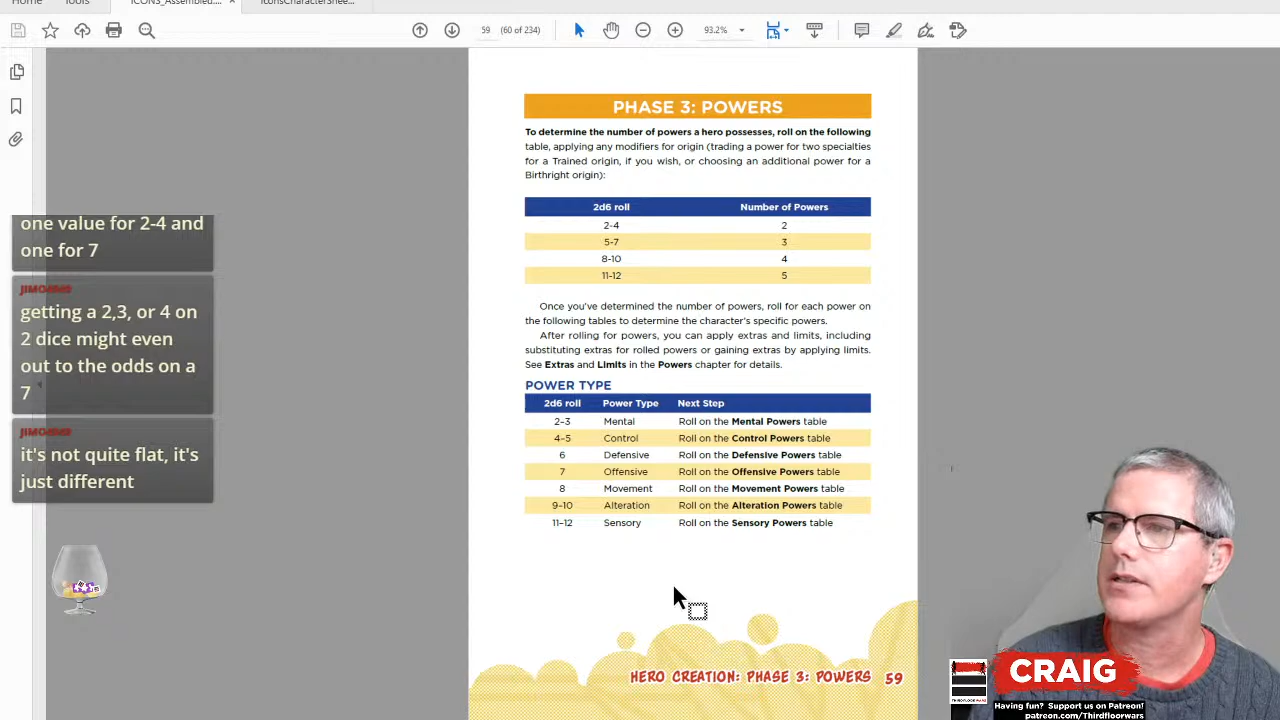 Home
Tools
ICONS_Assembled....
IconsCharacterShee...
59
(60 of 234)
93.2%
PHASE 3: POWERS
To determine the number of powers a hero possesses, roll on the following
table, applying any modifiers for origin (trading a power for two specialties
for a Trained origin, if you wish, or choosing an additional power for a
Birthright origin):
2d6 roll Number of Powers
2-4 2
5-7 3
8-10 4
11-12 5
Once you've determined the number of powers, roll for each power on
the following tables to determine the character's specific powers.
After rolling for powers, you can apply extras and limits, including
substituting extras for rolled powers or gaining extras by applying limits.
See Extras and Limits in the Powers chapter for details.
POWER TYPE
2d6 roll Power Type Next Step
2–3 Mental Roll on the Mental Powers table
4–5 Control Roll on the Control Powers table
6 Defensive Roll on the Defensive Powers table
7 Offensive Roll on the Offensive Powers table
8 Movement Roll on the Movement Powers table
9–10 Alteration Roll on the Alteration Powers table
11–12 Sensory Roll on the Sensory Powers table
HERO CREATION: PHASE 3: POWERS 59
one value for 2-4 and
one for 7
getting a 2,3, or 4 on
2 dice might even
out to the odds on a
7
it's not quite flat, it's
just different
CRAIG
THIRDFLOORWARS
Having fun? Support us on Patreon!
patreon.com/Thirdfloorwars